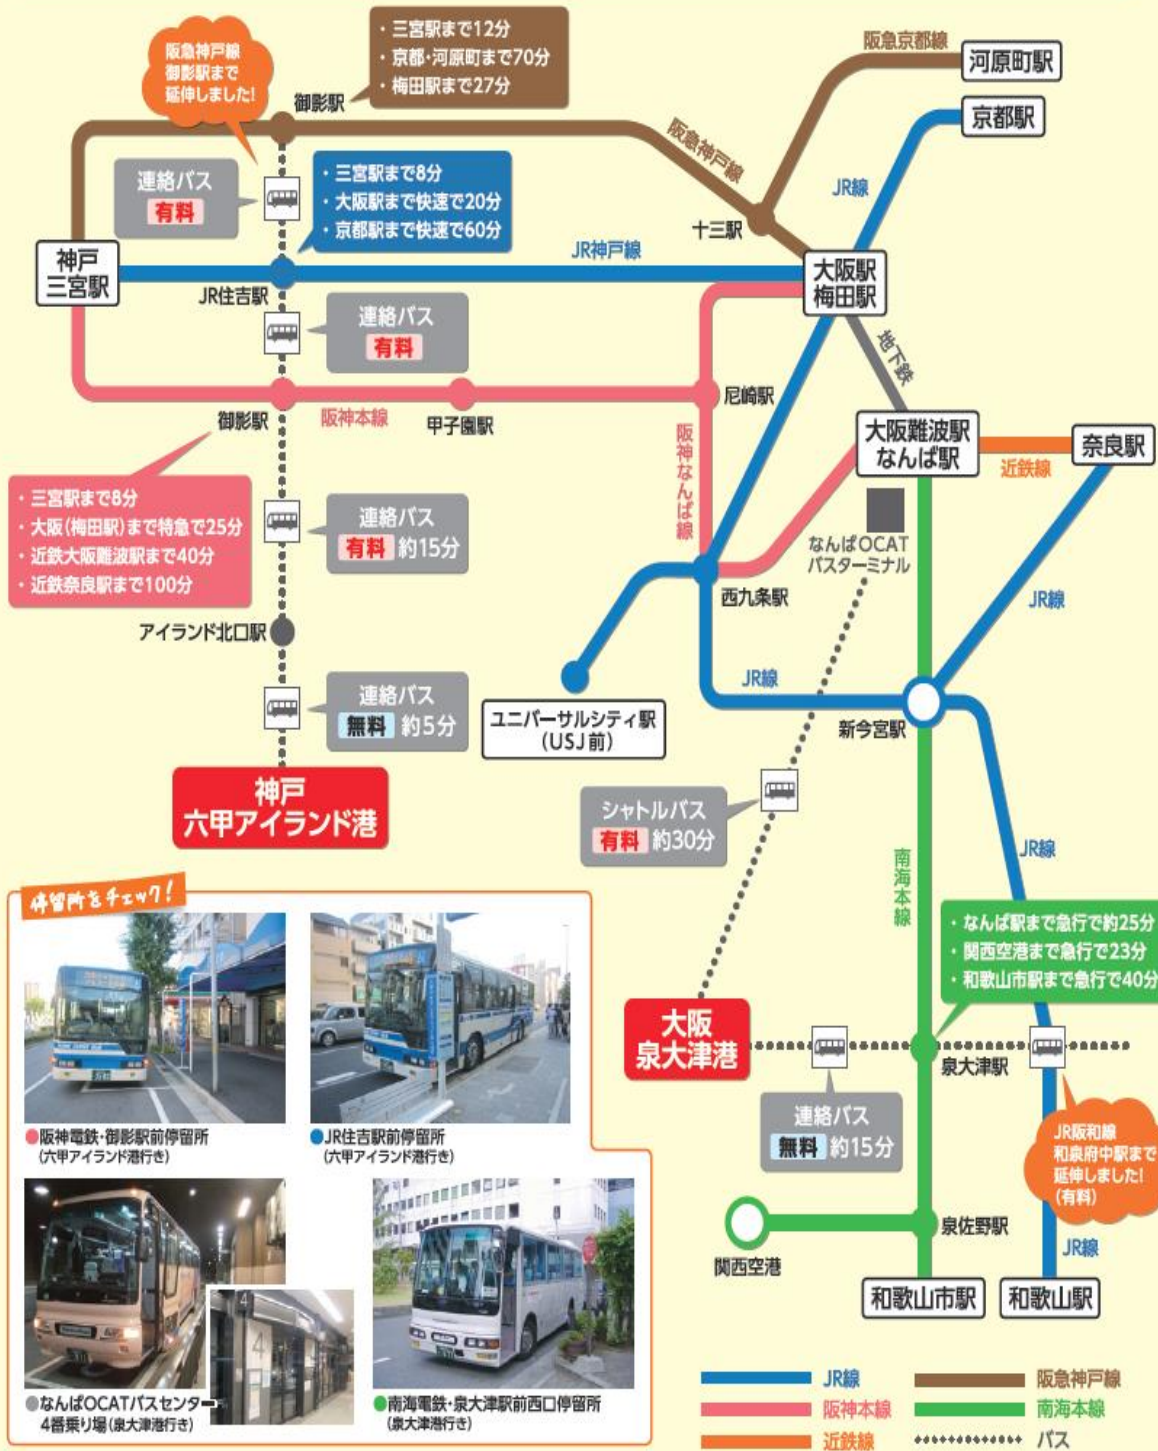 阪急神戸線
御影駅まで
延伸しました!
・三宮駅まで12分
・京都・河原町まで70分
・梅田駅まで27分
阪急京都線
河原町駅
京都駅
御影駅
阪急神戸線
JR線
連絡バス
有料
・三宮駅まで8分
・大阪駅まで快速で20分
・京都駅まで快速で60分
十三駅
神戸
三宮駅
JR神戸線
大阪駅
梅田駅
JR住吉駅
連絡バス
有料
地下鉄
御影駅
阪神本線
甲子園駅
尼崎駅
大阪難波駅
なんば駅
近鉄線
奈良駅
阪神なんば線
・三宮駅まで8分
・大阪(梅田駅)まで特急で25分
・近鉄大阪難波駅まで40分
・近鉄奈良駅まで100分
連絡バス
有料 約15分
なんばOCAT
バスターミナル
西九条駅
JR線
アイランド北口駅
連絡バス
無料 約5分
ユニバーサルシティ駅
(USJ前)
JR線
新今宮駅
神戸
六甲アイランド港
シャトルバス
有料 約30分
南海本線
JR線
・なんば駅まで急行で約25分
・関西空港まで急行で23分
・和歌山市駅まで急行で40分
大阪
泉大津港
泉大津駅
連絡バス
無料 約15分
JR阪和線
和泉府中駅まで
延伸しました!
(有料)
関西空港
泉佐野駅
JR線
和歌山市駅
和歌山駅
停留所をチェック!
●阪神電鉄・御影駅前停留所
(六甲アイランド港行き)
●JR住吉駅前停留所
(六甲アイランド港行き)
4
4
●なんばOCATバスセンター
4番乗り場(泉大津港行き)
●南海電鉄・泉大津駅前西口停留所
(泉大津港行き)
JR線
阪急神戸線
阪神本線
南海本線
近鉄線
バス